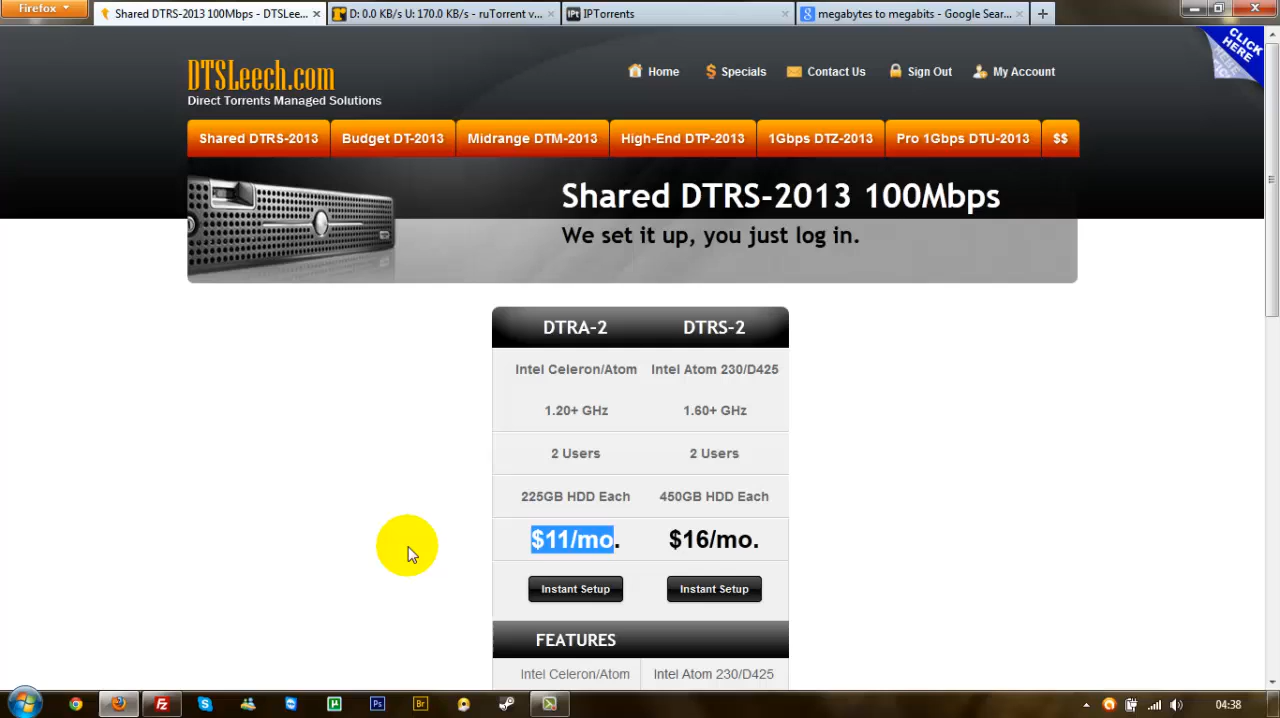 Firefox
Shared DTRS-2013 100Mbps - DTSLee...
D: 0.0 KB/s U: 170.0 KB/s - ruTorrent v...
IPTorrents
megabytes to megabits - Google Sear...
CLICK
HERE
DTSLeech.com
Direct Torrents Managed Solutions
Home
Specials
Contact Us
Sign Out
My Account
Shared DTRS-2013
Budget DT-2013
Midrange DTM-2013
High-End DTP-2013
1Gbps DTZ-2013
Pro 1Gbps DTU-2013
$$
Shared DTRS-2013 100Mbps
We set it up, you just log in.
DTRA-2 DTRS-2
Intel Celeron/Atom Intel Atom 230/D425
1.20+ GHz 1.60+ GHz
2 Users 2 Users
225GB HDD Each 450GB HDD Each
$11/mo. $16/mo.
Instant Setup Instant Setup
FEATURES
Intel Celeron/Atom Intel Atom 230/D425
04:38